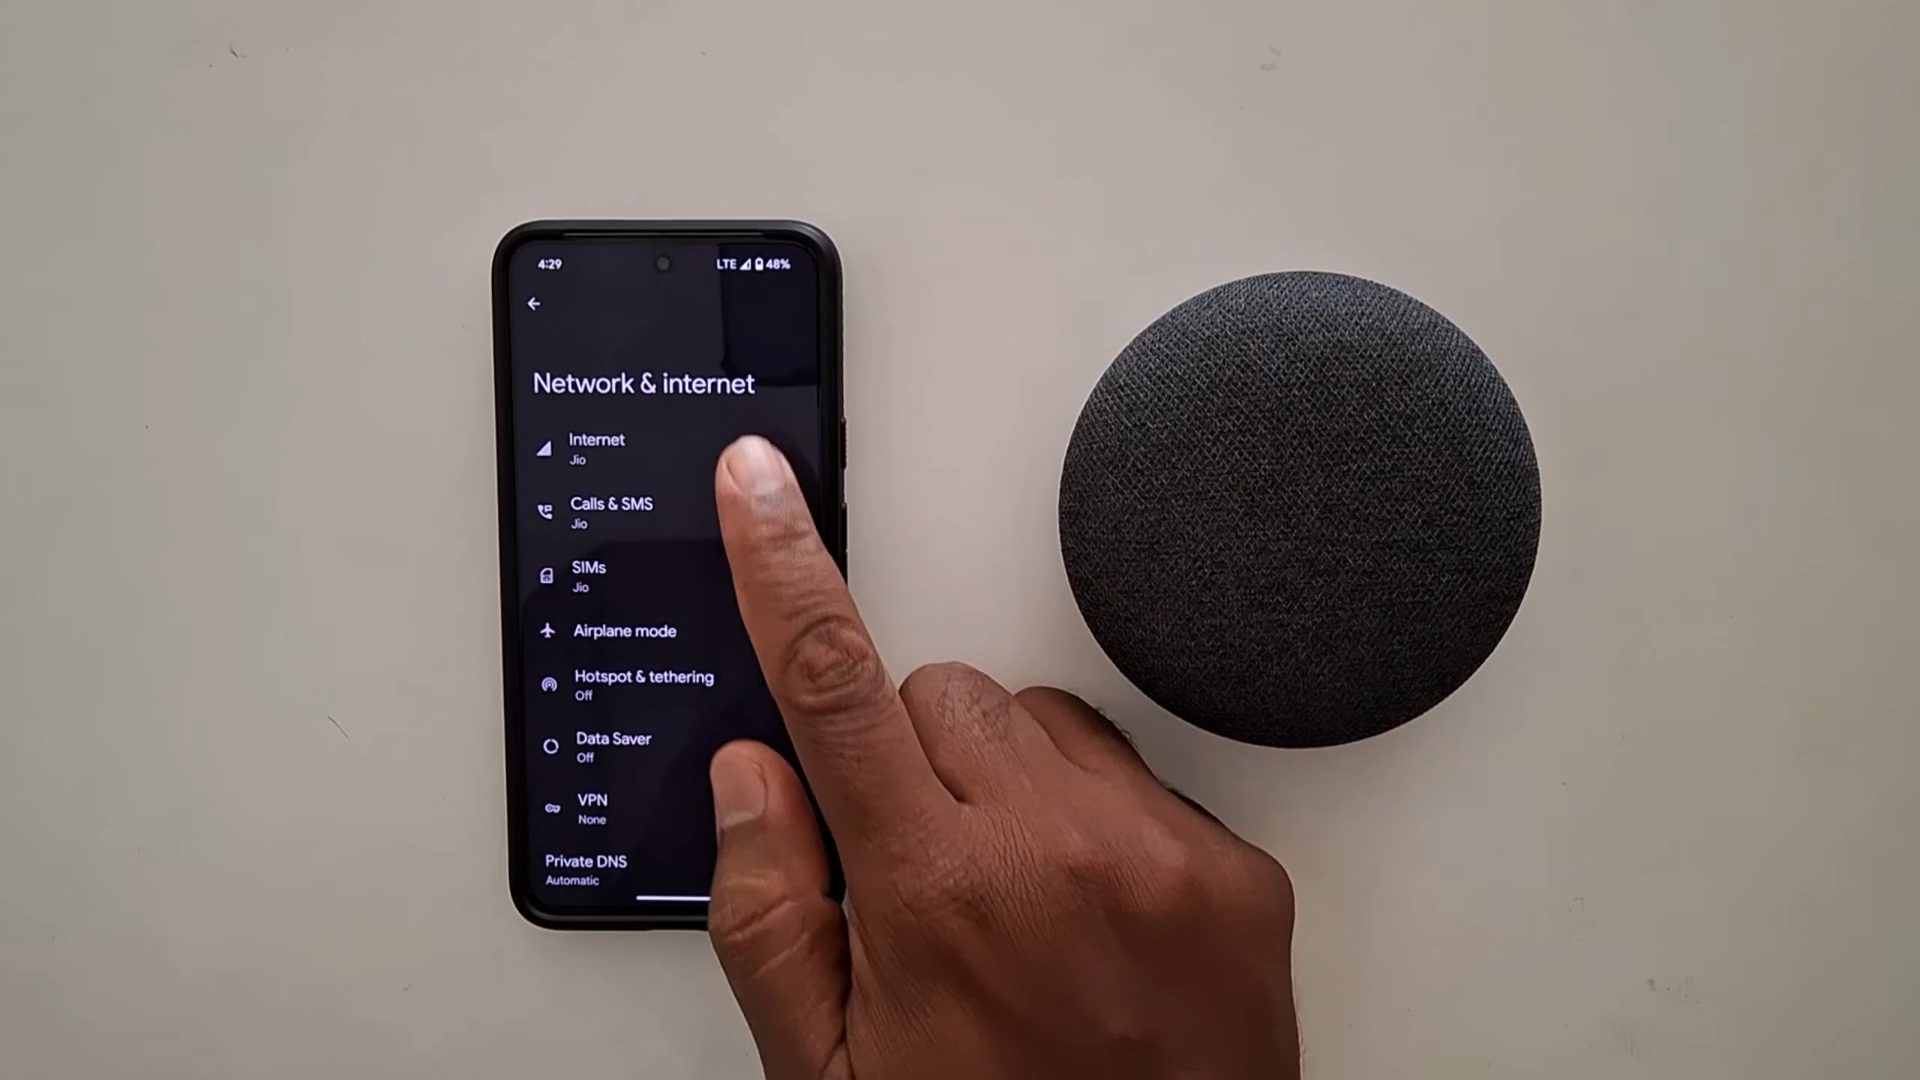 4:29 LTE 48%
Network & internet
Internet
Jio
Calls & SMS
Jio
SIMs
Jio
Airplane mode
Hotspot & tethering
Off
Data Saver
Off
VPN
None
Private DNS
Automatic